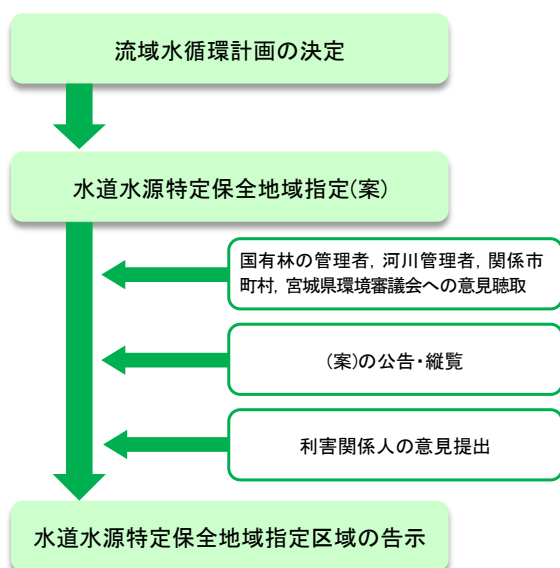 流域水循環計画の決定
水道水源特定保全地域指定(案)
国有林の管理者, 河川管理者, 関係市
町村, 宮城県環境審議会への意見聴取
(案)の公告・縦覧
利害関係人の意見提出
水道水源特定保全地域指定区域の告示